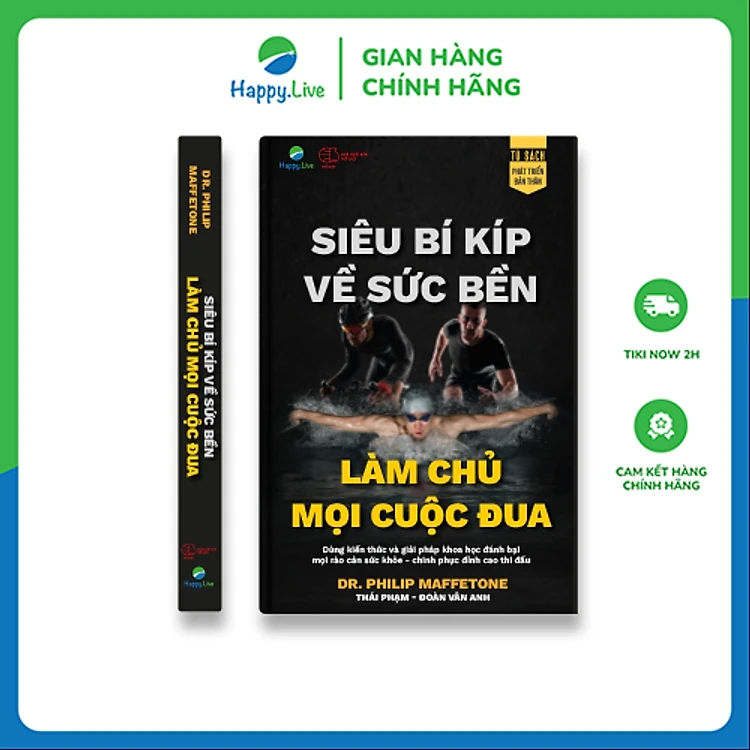 Happy.Live
GIAN HÀNG
CHÍNH HÃNG
DR. PHILIP
MAFFETONE
SIÊU BÍ KÍP VỀ SỨC BỀN
LÀM CHỦ MỌI CUỘC ĐUA
Happy.Live
Happy.Live
TỦ SÁCH
PHÁT TRIỂN
BẢN THÂN
SIÊU BÍ KÍP
VỀ SỨC BỀN
LÀM CHỦ
MỌI CUỘC ĐUA
Dùng kiến thức và giải pháp khoa học đánh bại
mọi rào cản sức khỏe – chinh phục đỉnh cao thi đấu
DR. PHILIP MAFFETONE
THÁI PHẠM – ĐOÀN VÂN ANH
TIKI NOW 2H
CAM KẾT HÀNG
CHÍNH HÃNG